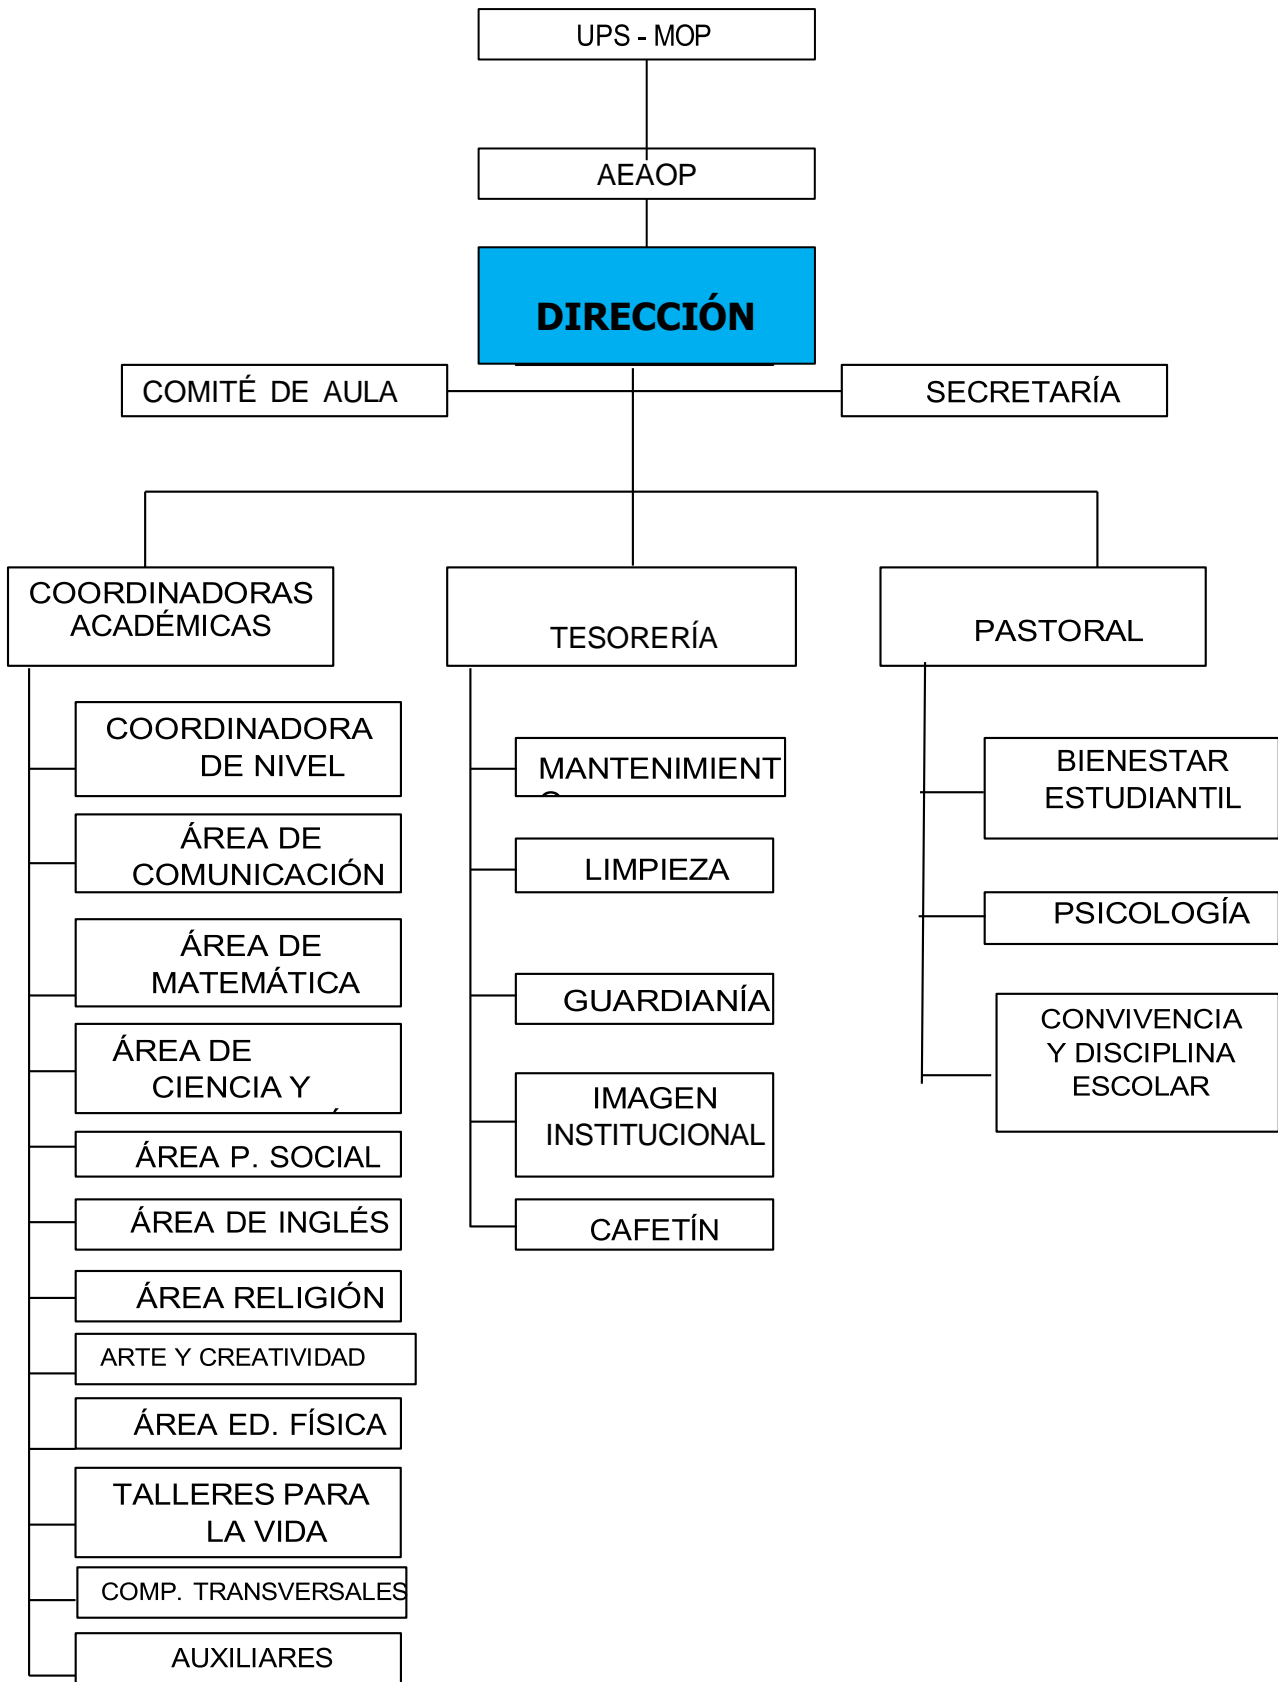 UPS - MOP
AEAOP
DIRECCIÓN
COMITÉ DE AULA
SECRETARÍA
COORDINADORAS
ACADÉMICAS
COORDINADORA
DE NIVEL
ÁREA DE
COMUNICACIÓN
ÁREA DE
MATEMÁTICA
ÁREA DE
CIENCIA Y
ÁREA P. SOCIAL
ÁREA DE INGLÉS
ÁREA RELIGIÓN
ARTE Y CREATIVIDAD
ÁREA ED. FÍSICA
TALLERES PARA
LA VIDA
COMP. TRANSVERSALES
AUXILIARES
TESORERÍA
MANTENIMIENT
LIMPIEZA
GUARDIANÍA
IMAGEN
INSTITUCIONAL
CAFETÍN
PASTORAL
BIENESTAR
ESTUDIANTIL
PSICOLOGÍA
CONVIVENCIA
Y DISCIPLINA
ESCOLAR